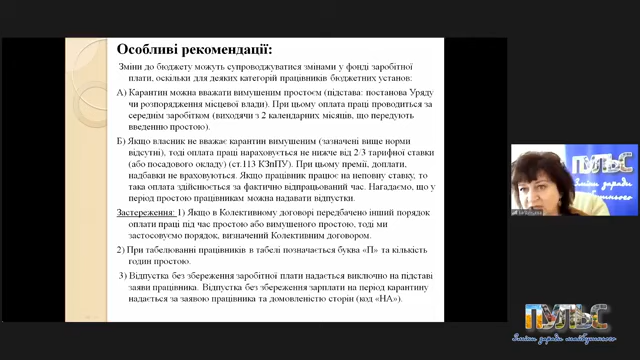 Особливі рекомендації:
Зміни до бюджету можуть супроводжуватися змінами у фонді заробітної
плати, оскільки для деяких категорій працівників бюджетних установ:
А) Карантин можна вважати вимушеним простоєм (підстава: постанова Уряду
чи розпорядження місцевої влади). При цьому оплата праці проводиться за
середнім заробітком (виходячи з 2 календарних місяців, що передують
введенню простою).
Б) Якщо власник не вважає карантин вимушеним (зазначені вище норми
відсутні), тоді оплата праці нараховується не нижче від 2/3 тарифної ставки
(або посадового окладу) (ст.113 КЗпПУ). При цьому премії, доплати,
надбавки не враховуються. Якщо працівник працює на неповну ставку, то
така оплата здійснюється за фактично відпрацований час. Нагадаємо, що у
період простою працівникам можна надавати відпустки.
Застереження: 1) Якщо в Колективному договорі передбачено інший порядок
оплати праці під час простою або вимушеного простою, тоді ми
застосовуємо порядок, визначений Колективним договором.
2) При табелюванні працівників в табелі позначається буква «П» та кількість
годин простою.
3) Відпустка без збереження заробітної плати надається виключно на підставі
заяви працівника. Відпустка без збереження зарплати на період карантину
надається за заявою працівника та домовленістю сторін (код «НА»).
ПУЛЬС
Зміни заради
майбутнього
ПУЛЬС
Зміни заради майбутнього